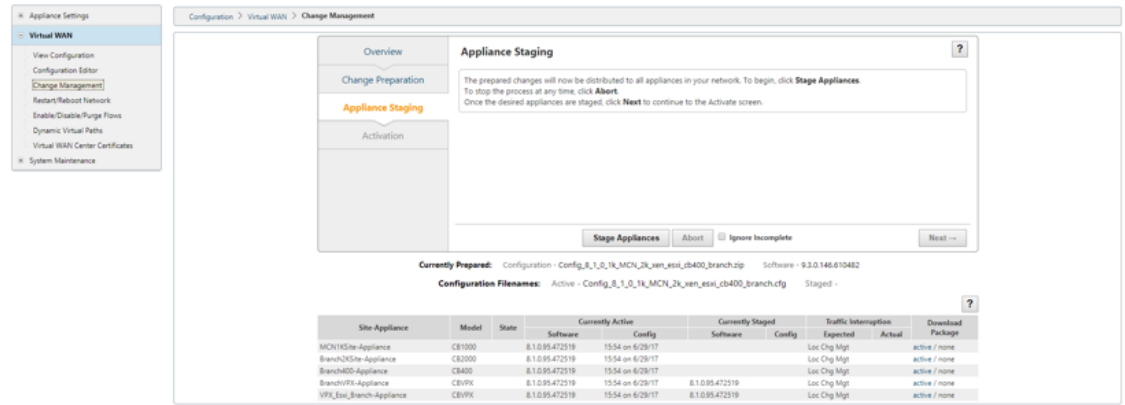 Appliance Settings
Configuration > Virtual WAN > Change Management
Virtual WAN
View Configuration
Configuration Editor
Change Management
Restart/Reboot Network
Enable/Disable/Purge Flows
Dynamic Virtual Paths
Virtual WAN Center Certificates
System Maintenance
Overview
Change Preparation
Appliance Staging
Activation
Appliance Staging ?
The prepared changes will now be distributed to all appliances in your network. To begin, click Stage Appliances.
To stop the process at any time, click Abort.
Once the desired appliances are staged, click Next to continue to the Activate screen.
Stage Appliances Abort Ignore Incomplete Next →
Currently Prepared: Configuration - Config_8_1_0_1k_MCN_2k_xen_esxi_cb400_branch.zip Software - 9.3.0.146.610482
Configuration Filenames: Active - Config_8_1_0_1k_MCN_2k_xen_esxi_cb400_branch.cfg Staged -
?
Site-Appliance Model State Currently Active Currently Staged Traffic Interruption Download Package
Software Config Software Config Expected Actual
MCN1KSite-Appliance CB1000 8.1.0.95.472519 15:54 on 6/29/17 Loc Chg Mgt active / none
Branch2KSite-Appliance CB2000 8.1.0.95.472519 15:54 on 6/29/17 Loc Chg Mgt active / none
Branch400-Appliance CB400 8.1.0.95.472519 15:54 on 6/29/17 Loc Chg Mgt active / none
BranchVPX-Appliance CBVPX 8.1.0.95.472519 15:54 on 6/29/17 8.1.0.95.472519 Loc Chg Mgt active / none
VPX_Esxi_Branch-Appliance CBVPX 8.1.0.95.472519 15:54 on 6/29/17 8.1.0.95.472519 Loc Chg Mgt active / none